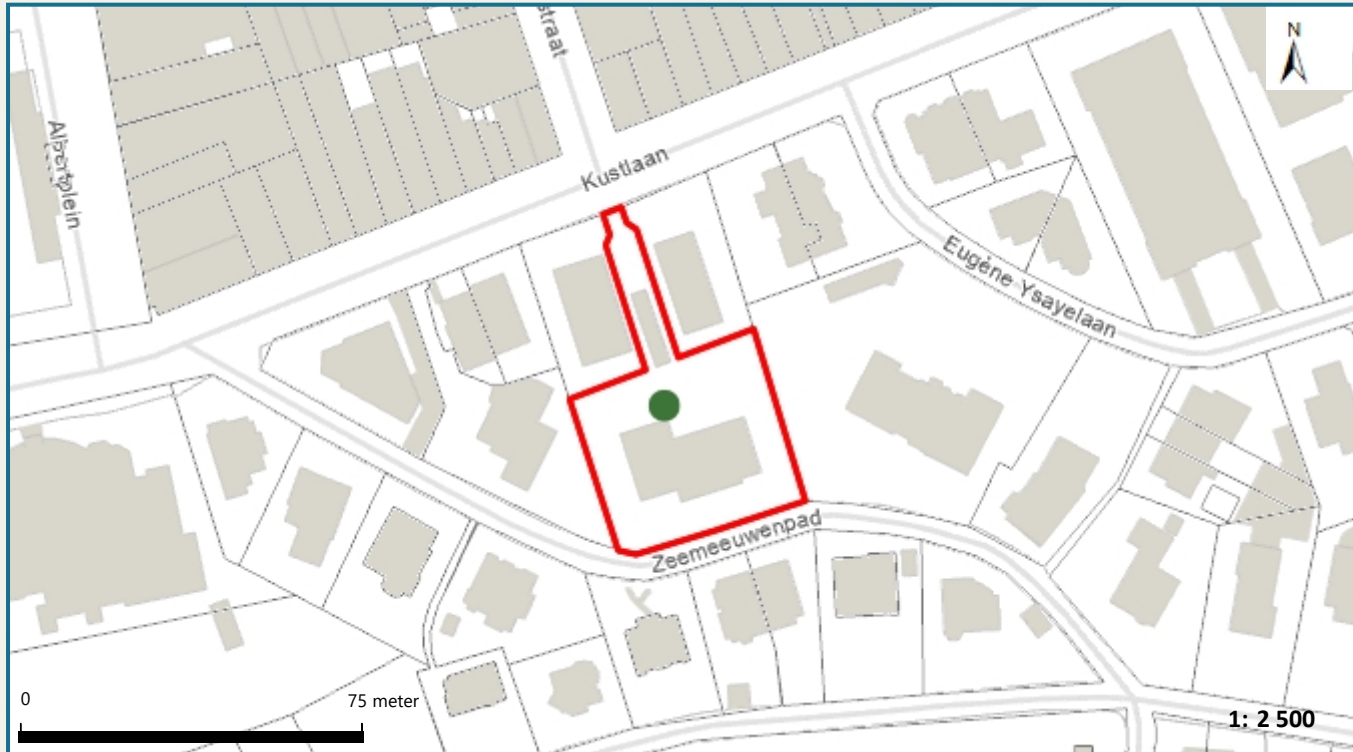 N
straat
Kustlaan
Albertplein
Eugène Ysayelaan
Zeemeeuwenpad
0
75 meter
1: 2 500